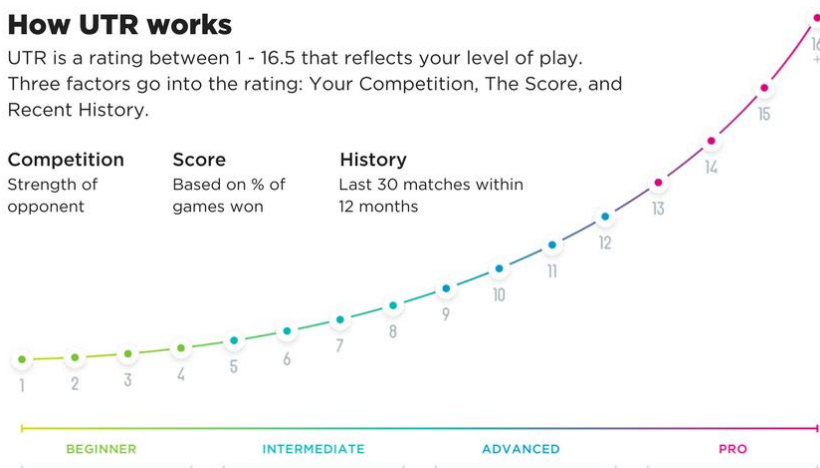 How UTR works
UTR is a rating between 1 - 16.5 that reflects your level of play.
Three factors go into the rating: Your Competition, The Score, and
Recent History.
Competition
Strength of
opponent
Score
Based on % of
games won
History
Last 30 matches within
12 months
1
2
3
4
5
6
7
8
9
10
11
12
13
14
15
16
+
BEGINNER
INTERMEDIATE
ADVANCED
PRO